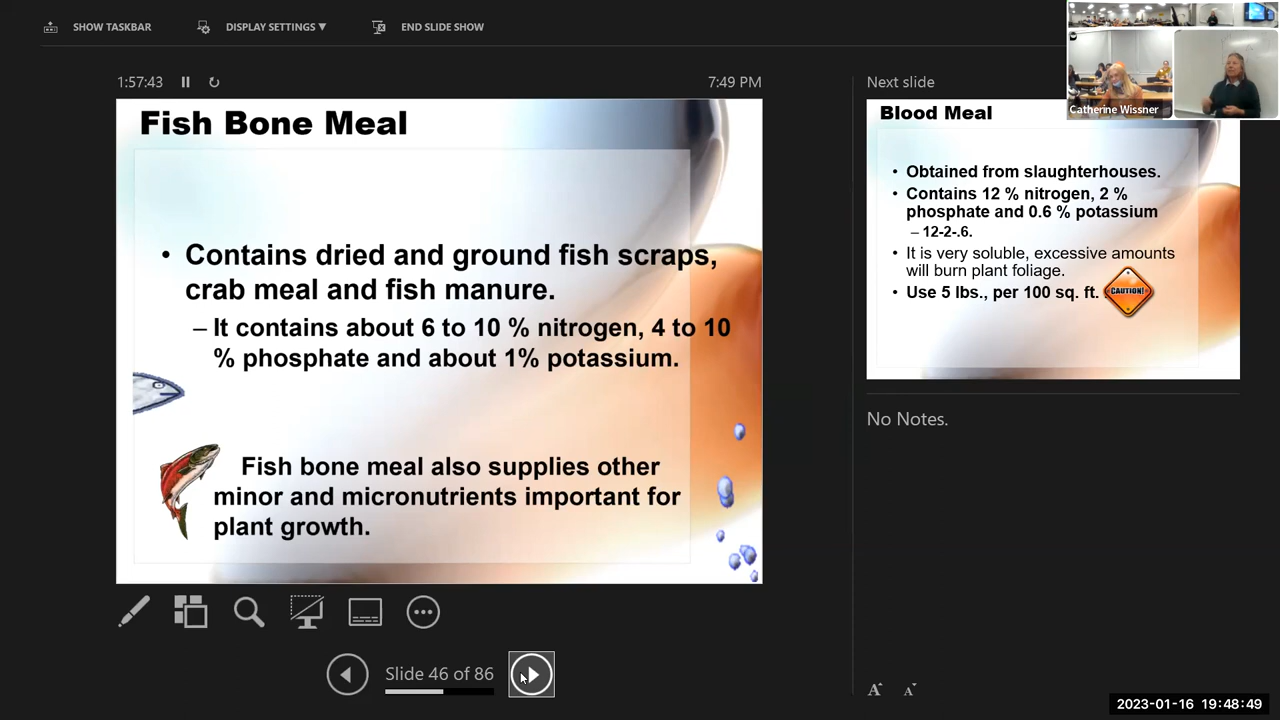 SHOW TASKBAR
DISPLAY SETTINGS ▼
END SLIDE SHOW
1:57:43
7:49 PM
Fish Bone Meal
• Contains dried and ground fish scraps,
crab meal and fish manure.
– It contains about 6 to 10 % nitrogen, 4 to 10
% phosphate and about 1% potassium.
Fish bone meal also supplies other
minor and micronutrients important for
plant growth.
Slide 46 of 86
Next slide
Catherine Wissner
Blood Meal
• Obtained from slaughterhouses.
• Contains 12 % nitrogen, 2 %
phosphate and 0.6 % potassium
– 12-2-.6.
• It is very soluble, excessive amounts
will burn plant foliage.
• Use 5 lbs., per 100 sq. ft.
CAUTION!
No Notes.
A A
2023-01-16 19:48:49